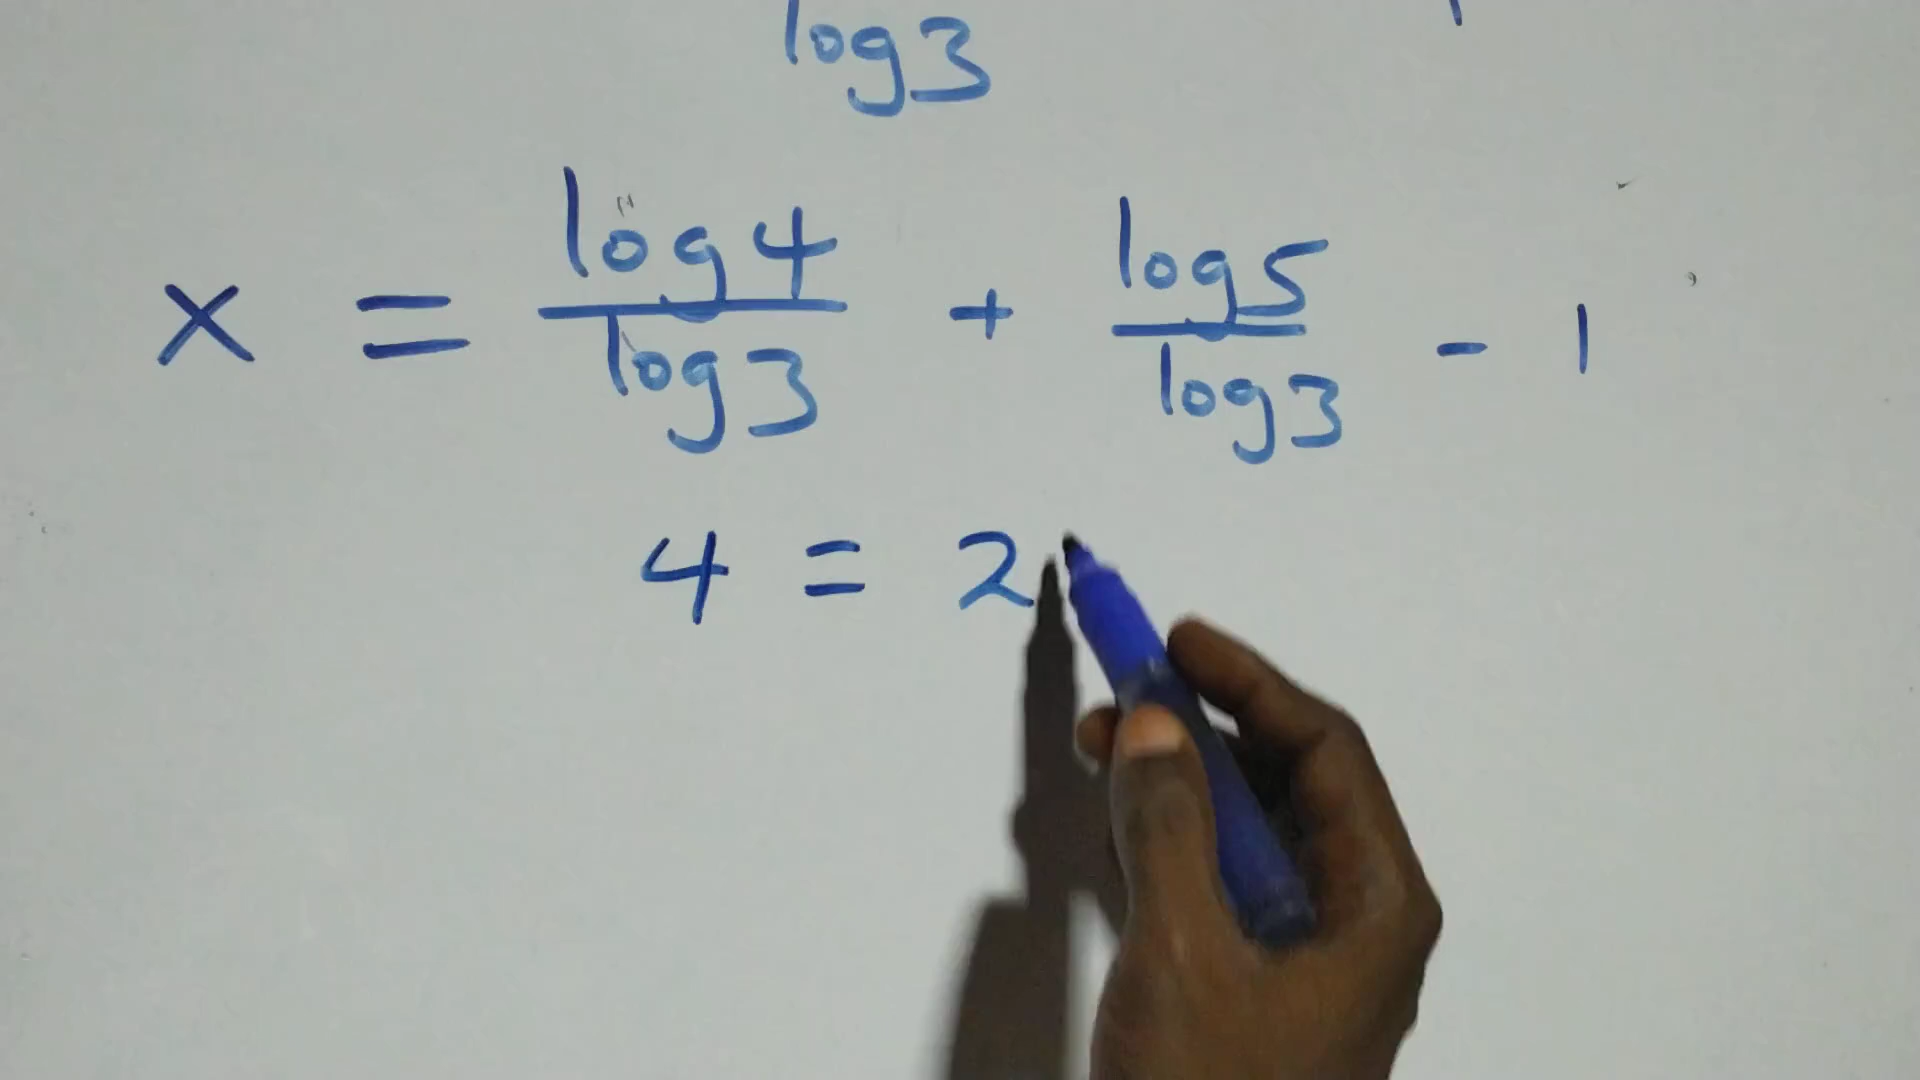 log3
log4 log5
x = ― + ― - 1
log3 log3
4 = 2